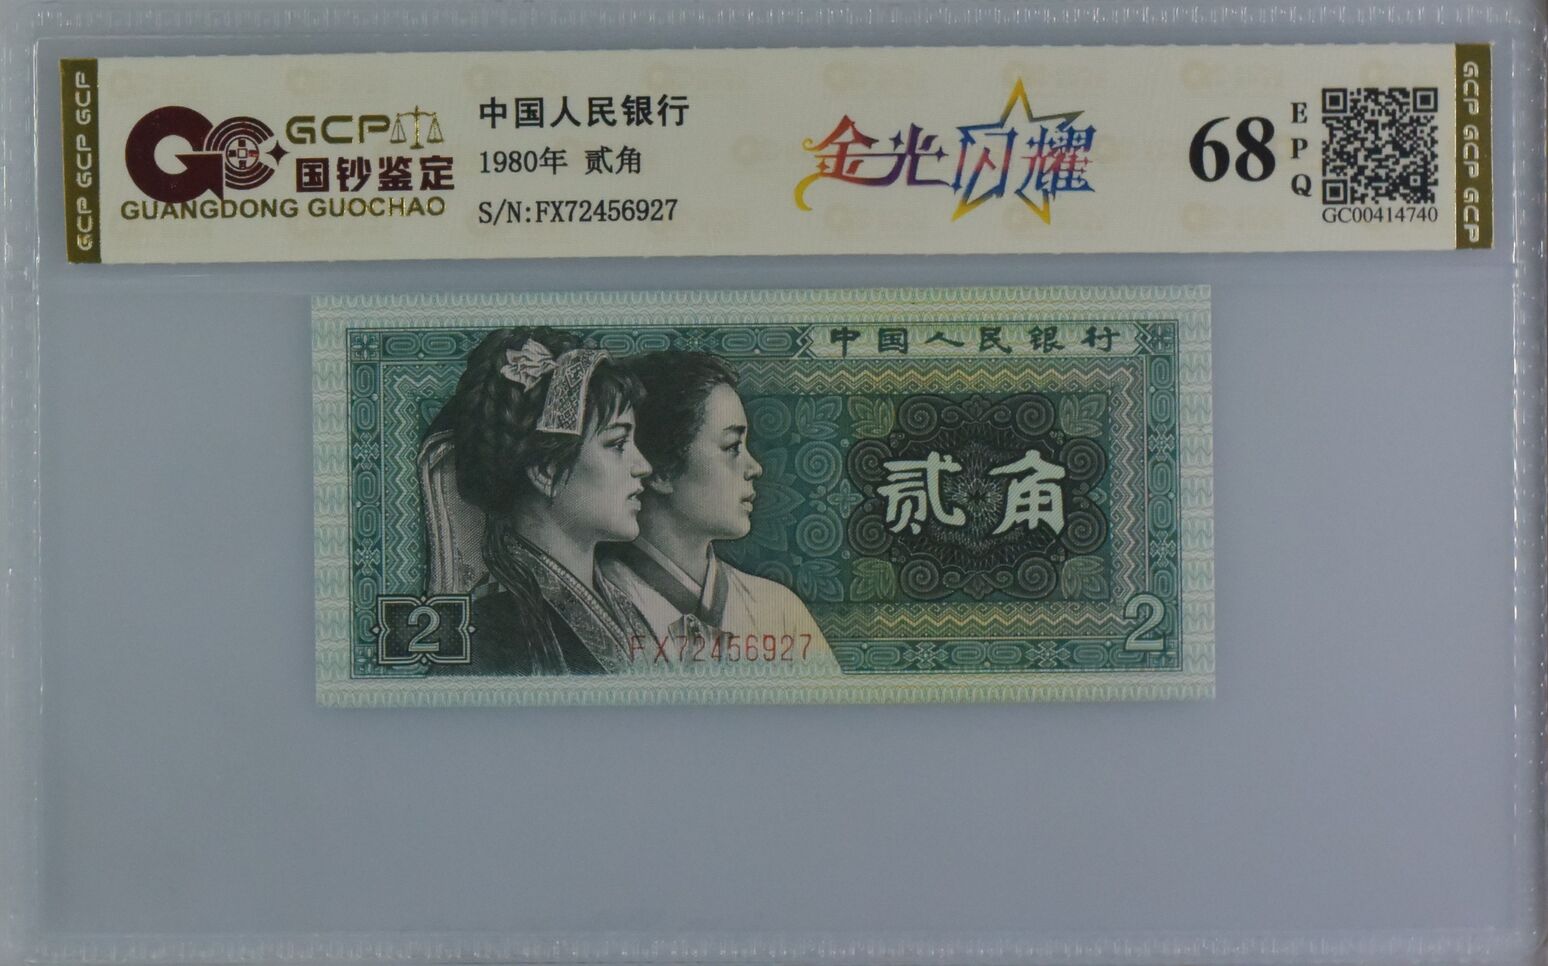 GCP GCP GCP
GCP
国钞鉴定
GUANGDONG GUOCHAO
中国人民银行
1980年 贰角
S/N:FX72456927
金光闪耀
68
EPQ
GC00414740
GCP GCP GCP
中国人民银行
贰角
2
2
FX72456927